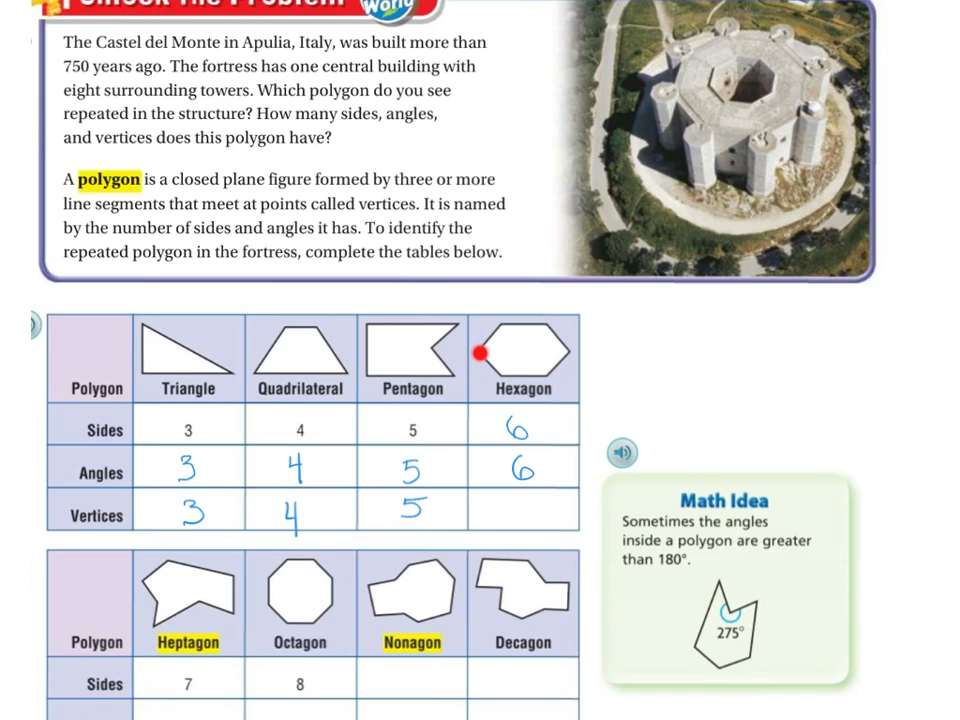 Unlock The Problem
World
The Castel del Monte in Apulia, Italy, was built more than
750 years ago. The fortress has one central building with
eight surrounding towers. Which polygon do you see
repeated in the structure? How many sides, angles,
and vertices does this polygon have?
A polygon is a closed plane figure formed by three or more
line segments that meet at points called vertices. It is named
by the number of sides and angles it has. To identify the
repeated polygon in the fortress, complete the tables below.
Polygon Triangle Quadrilateral Pentagon Hexagon
Sides 3 4 5 6
Angles 3 4 5 6
Vertices 3 4 5
Math Idea
Sometimes the angles
inside a polygon are greater
than 180°.
275°
Polygon Heptagon Octagon Nonagon Decagon
Sides 7 8